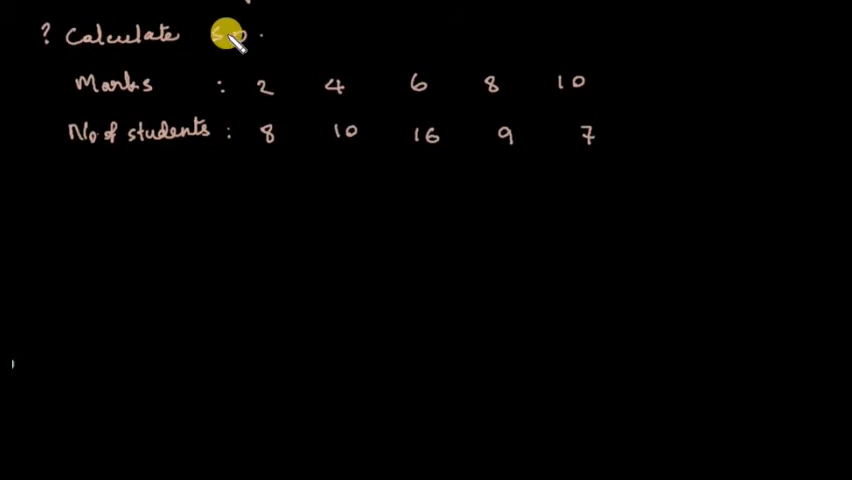 ? Calculate S.D.
Marks : 2 4 6 8 10
No of students : 8 10 16 9 7